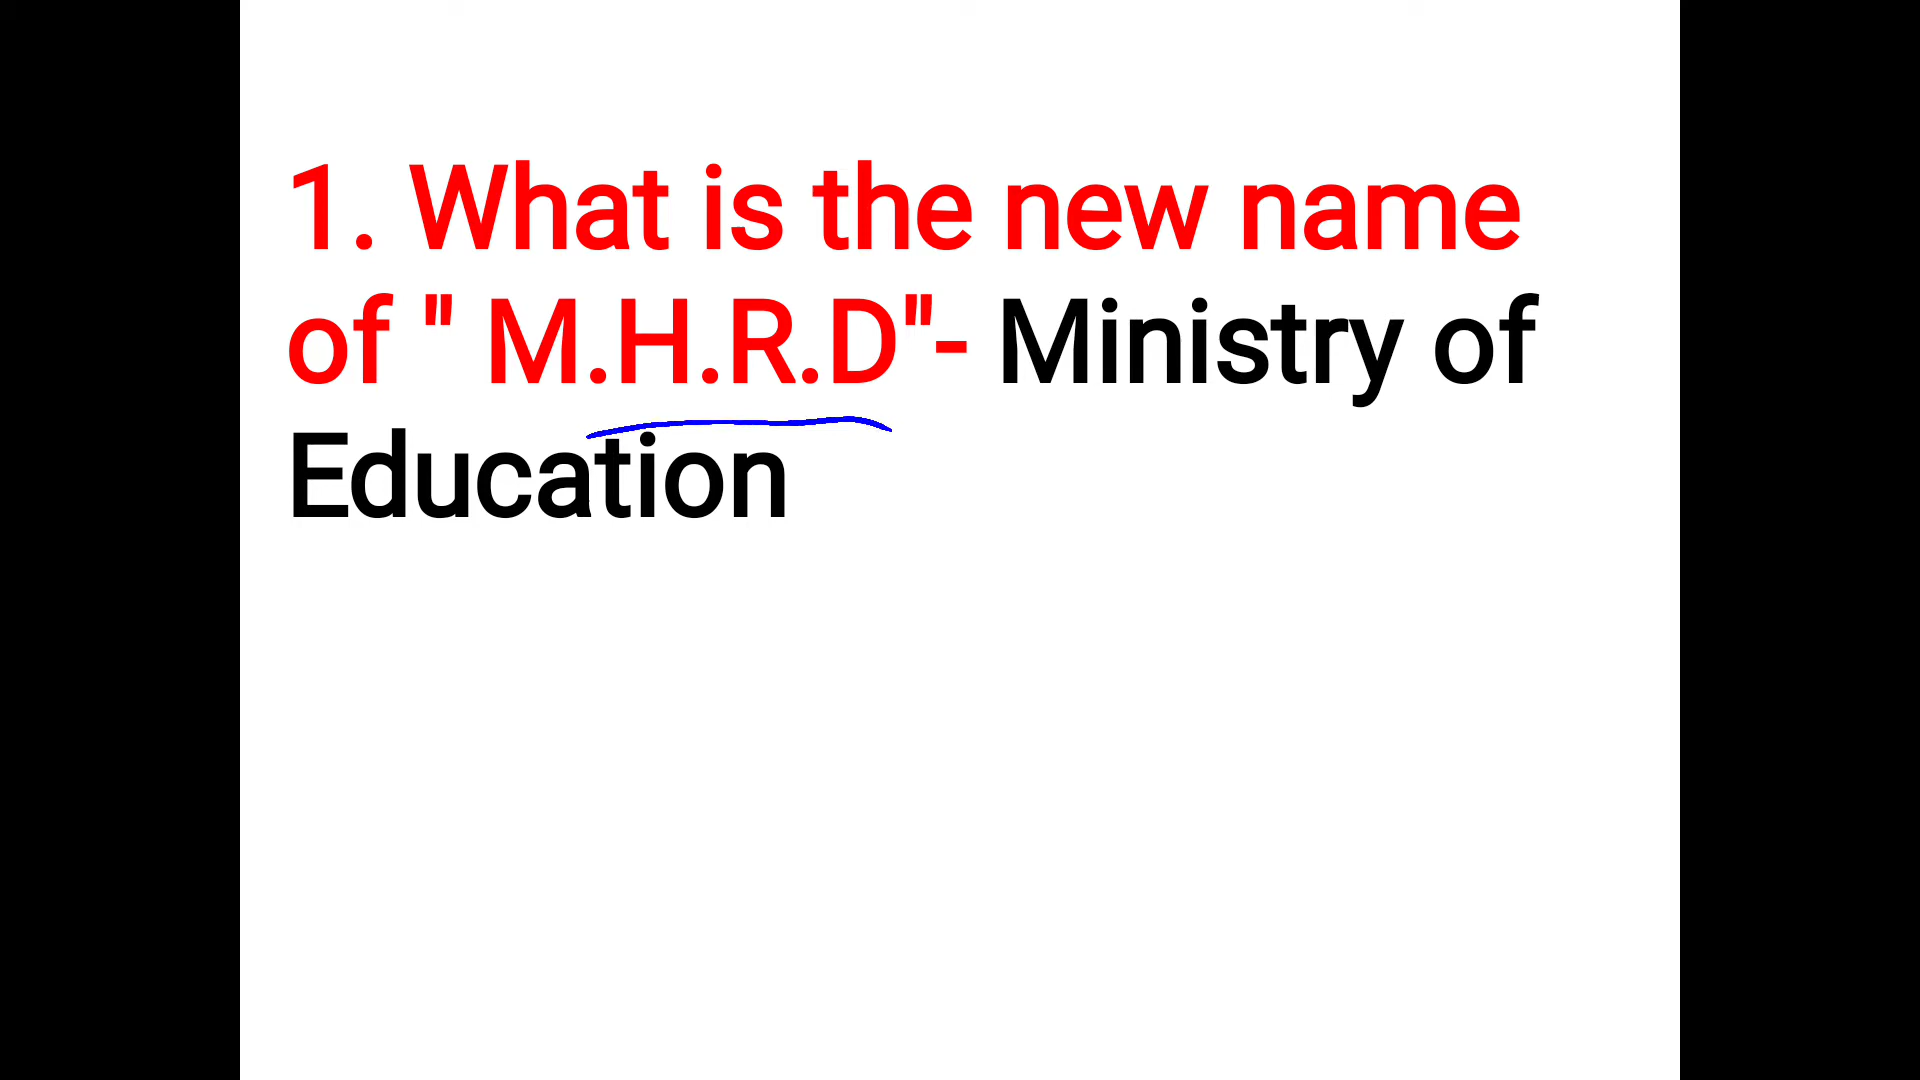 1. What is the new name
of " M.H.R.D"- Ministry of
Education